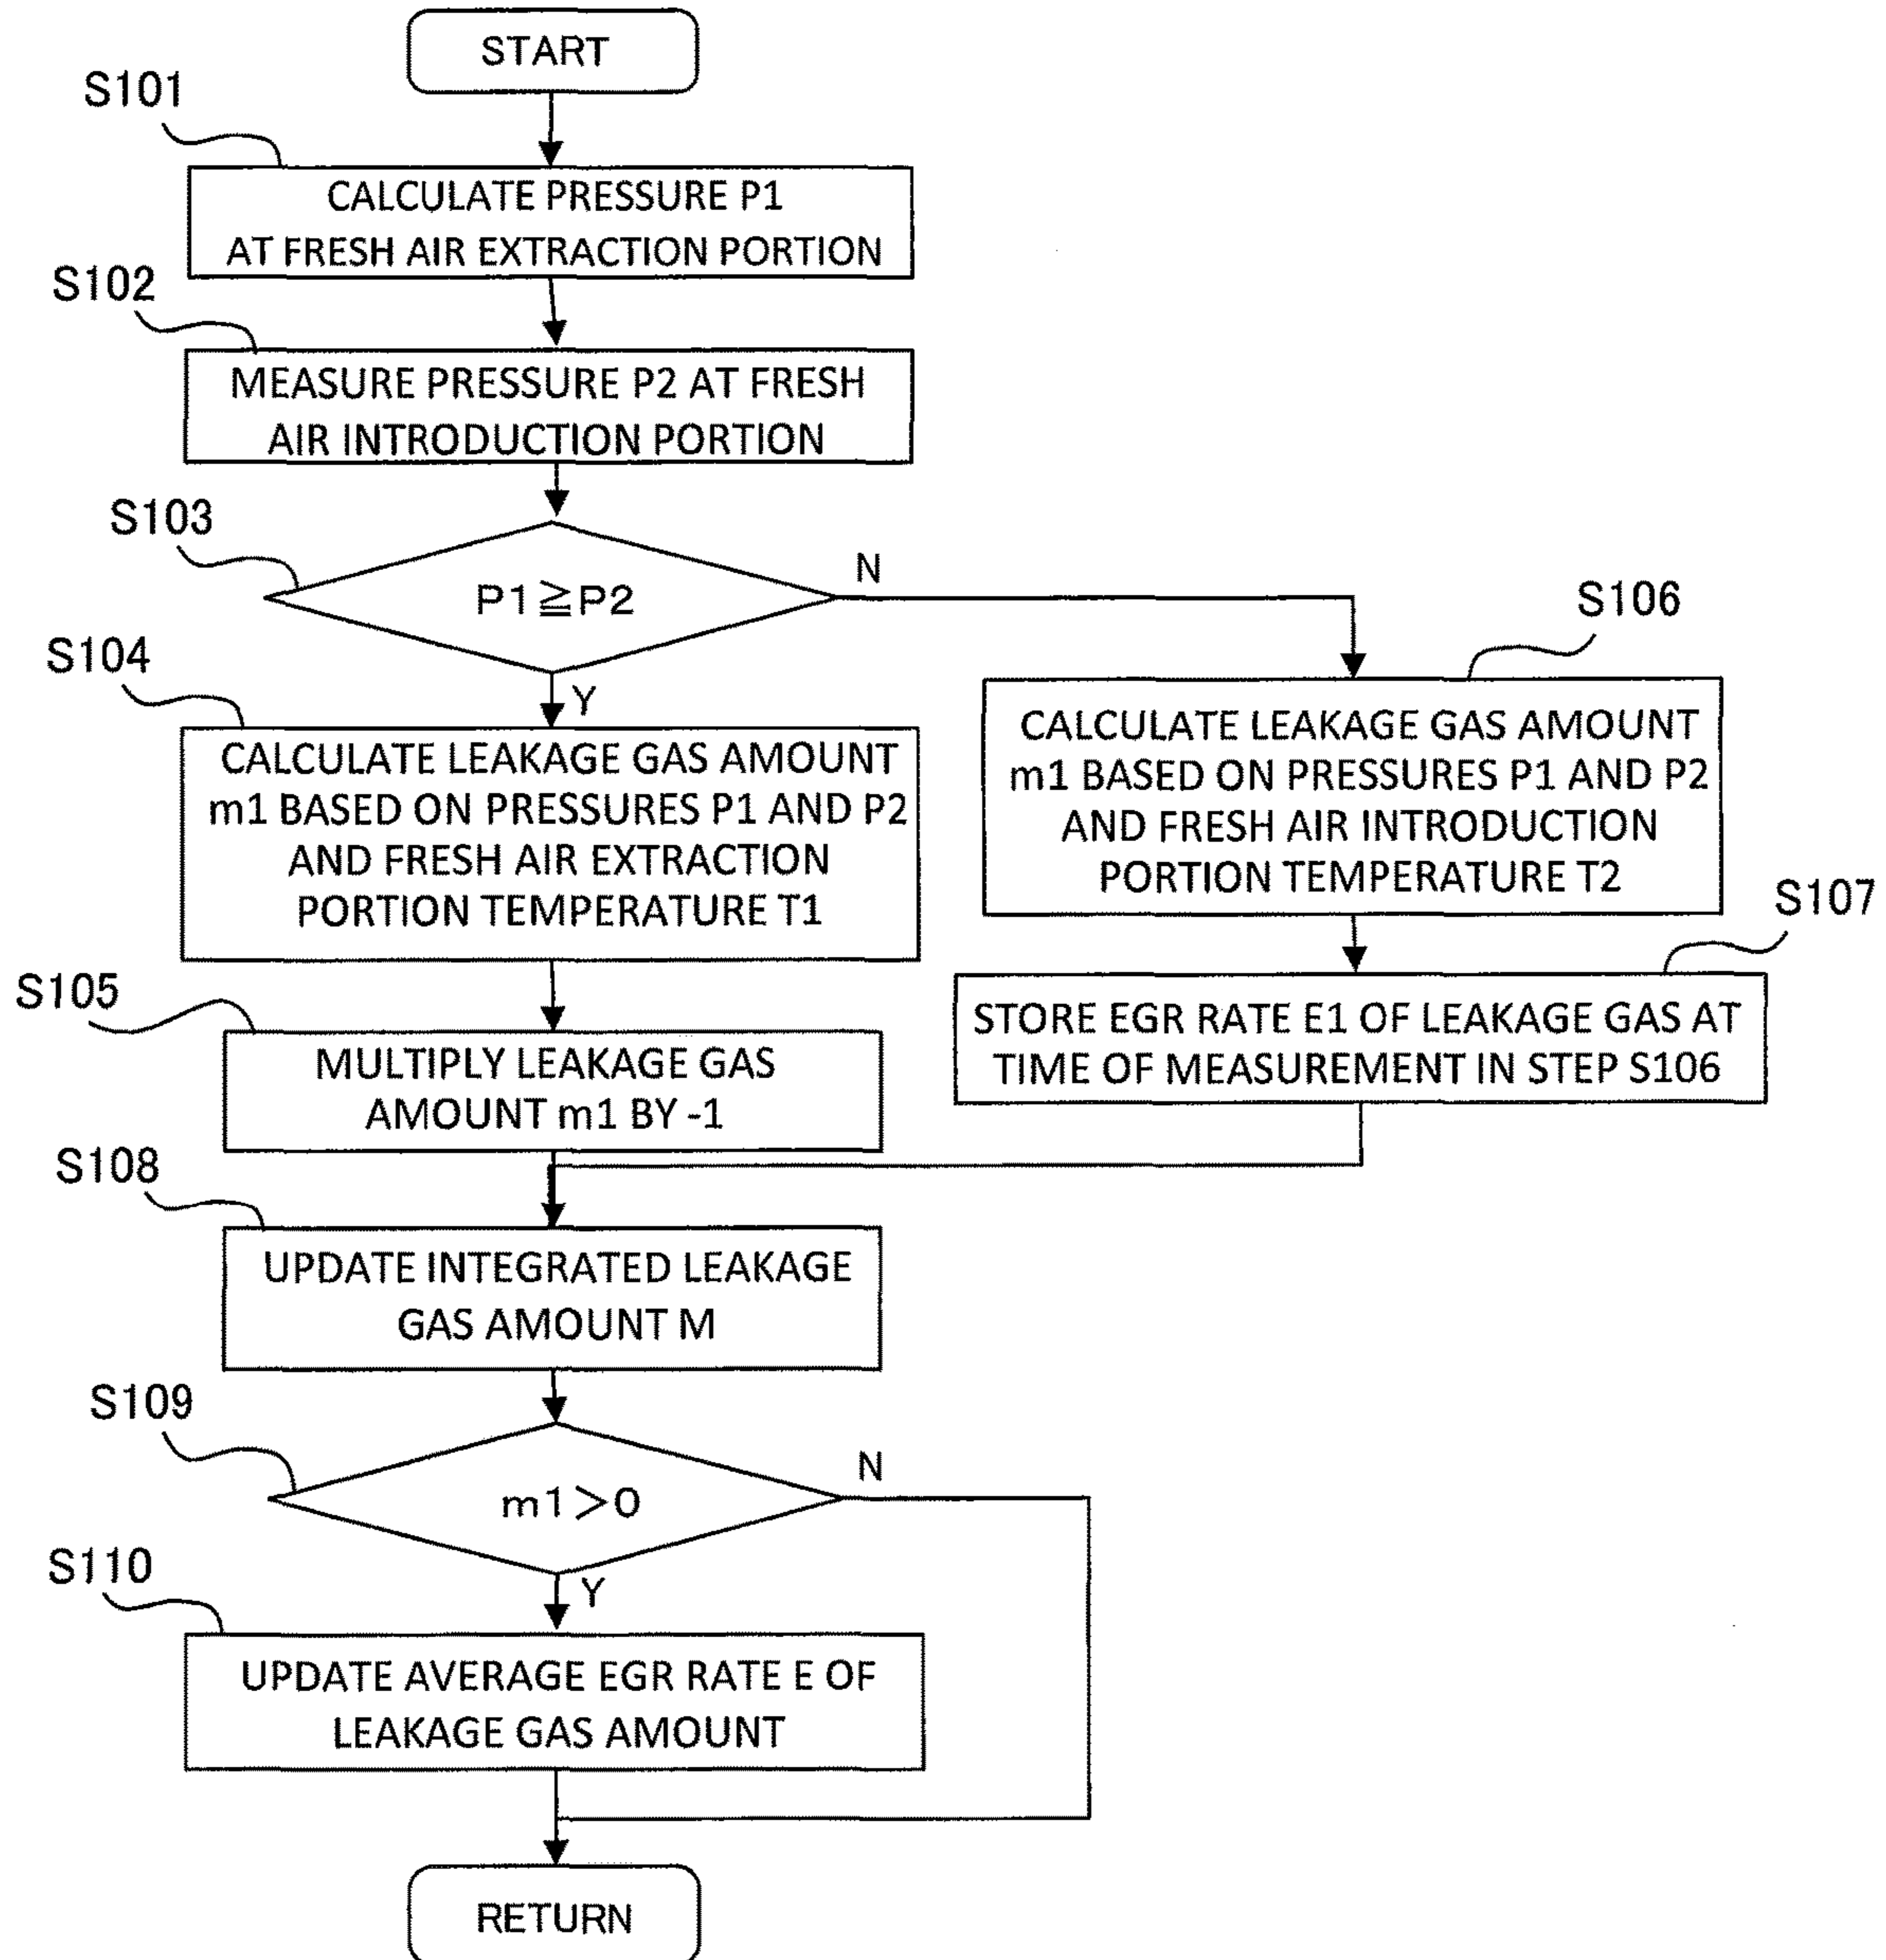 START
S101
CALCULATE PRESSURE P1
AT FRESH AIR EXTRACTION PORTION
S102
MEASURE PRESSURE P2 AT FRESH
AIR INTRODUCTION PORTION
S103
P1≧P2
N
Y
S104
CALCULATE LEAKAGE GAS AMOUNT
m1 BASED ON PRESSURES P1 AND P2
AND FRESH AIR EXTRACTION
PORTION TEMPERATURE T1
S106
CALCULATE LEAKAGE GAS AMOUNT
m1 BASED ON PRESSURES P1 AND P2
AND FRESH AIR INTRODUCTION
PORTION TEMPERATURE T2
S105
MULTIPLY LEAKAGE GAS
AMOUNT m1 BY -1
S107
STORE EGR RATE E1 OF LEAKAGE GAS AT
TIME OF MEASUREMENT IN STEP S106
S108
UPDATE INTEGRATED LEAKAGE
GAS AMOUNT M
S109
m1>0
N
Y
S110
UPDATE AVERAGE EGR RATE E OF
LEAKAGE GAS AMOUNT
RETURN